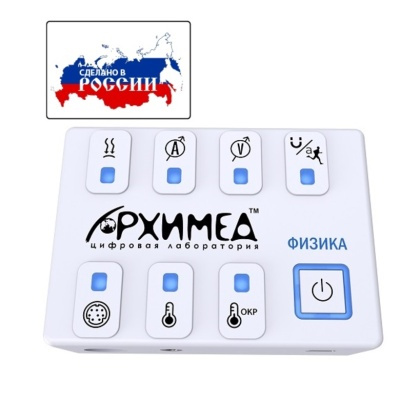 СДЕЛАНО В
РОССИИ
A
V
a
АРХИМЕД™
цифровая лаборатория
ФИЗИКА
ОКР